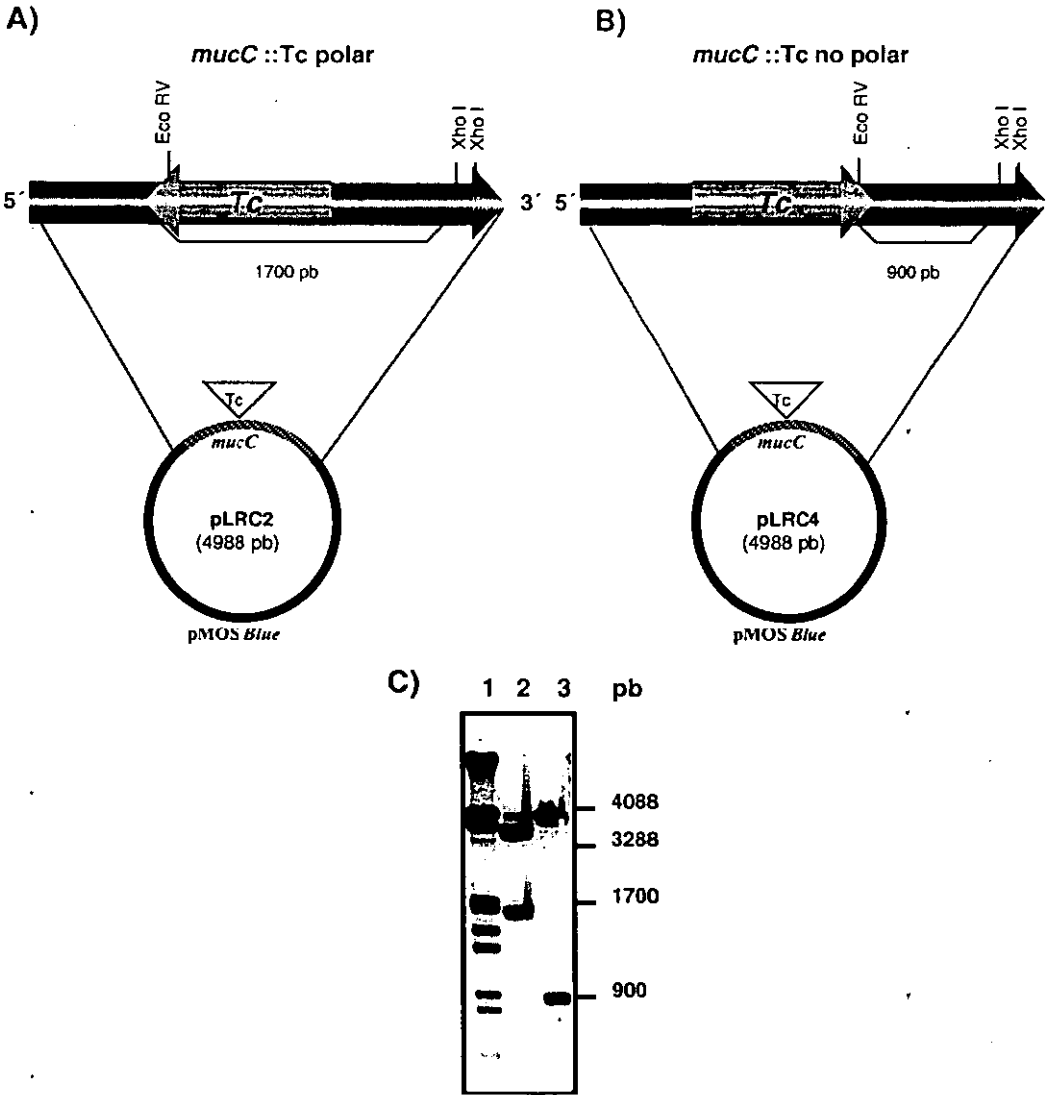 A)
mucC ::Tc polar
Eco RV
Xho I
Xho I
5´
Tc
3´
1700 pb
Tc
mucC
pLRC2
(4988 pb)
pMOS Blue
B)
mucC ::Tc no polar
Eco RV
Xho I
Xho I
5´
Tc
900 pb
Tc
mucC
pLRC4
(4988 pb)
pMOS Blue
C)
1 2 3 pb
4088
3288
1700
900